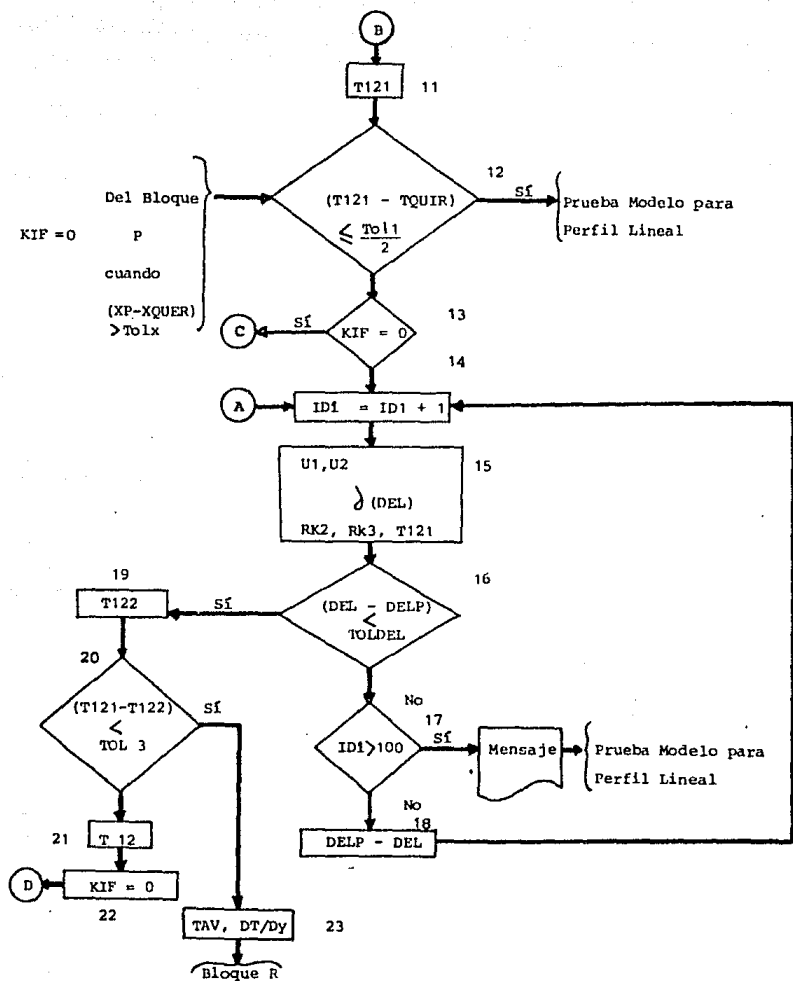 B
T121 11
12
Del Bloque (T121 - TQUIR) Sí Prueba Modelo para
KIF =0 P ≤ Tol1 Perfil Lineal
2
cuando
(XP-XQUER) 13
>Tolx C Sí KIF = 0
14
A ID1 = ID1 + 1
U1,U2 15
(DEL)
RK2, Rk3, T121
16
19
T122 Sí (DEL - DELP)
<
TOLDEL
20
(T121-T122) Sí
<
TOL 3
No
17
ID1>100 Sí Mensaje Prueba Modelo para
Perfil Lineal
No
18
21 T 12 DELP - DEL
D KIF = 0
22
TAV, DT/Dy 23
Bloque R